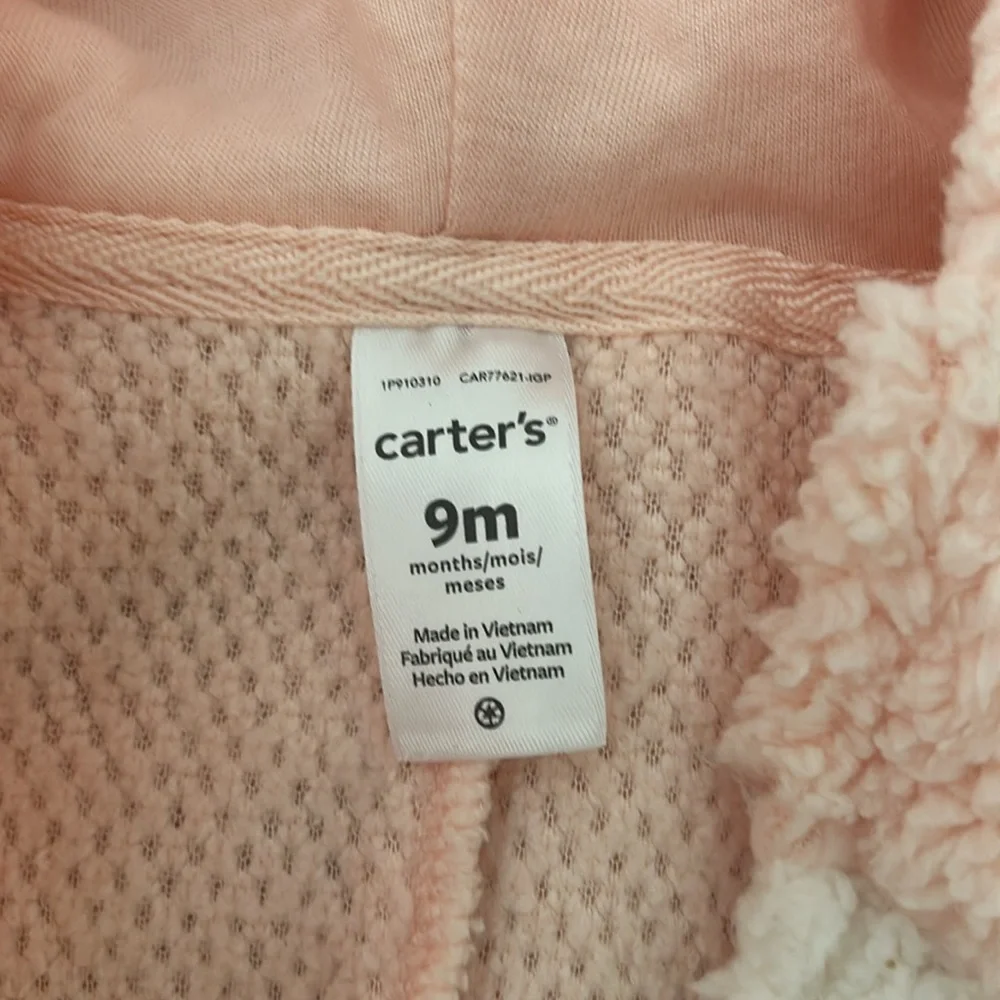 1P910310 CAR77621-IGP
carter's®
9m
months/mois/
meses
Made in Vietnam
Fabriqué au Vietnam
Hecho en Vietnam